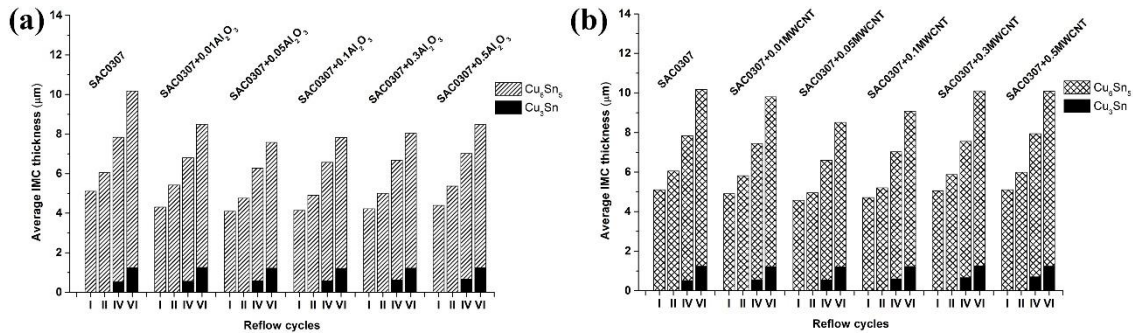 (a)
14
12
10
8
6
4
2
0
Average IMC thickness (μm)
SAC0307
SAC0307+0.01Al₂O₃
SAC0307+0.05Al₂O₃
SAC0307+0.1Al₂O₃
SAC0307+0.3Al₂O₃
SAC0307+0.5Al₂O₃
Cu₆Sn₅
Cu₃Sn
I II IV VI I II IV VI I II IV VI I II IV VI I II IV VI I II IV VI
Reflow cycles
(b)
14
12
10
8
6
4
2
0
Average IMC thickness (μm)
SAC0307
SAC0307+0.01MWCNT
SAC0307+0.05MWCNT
SAC0307+0.1MWCNT
SAC0307+0.3MWCNT
SAC0307+0.5MWCNT
Cu₆Sn₅
Cu₃Sn
I II IV VI I II IV VI I II IV VI I II IV VI I II IV VI I II IV VI
Reflow cycles